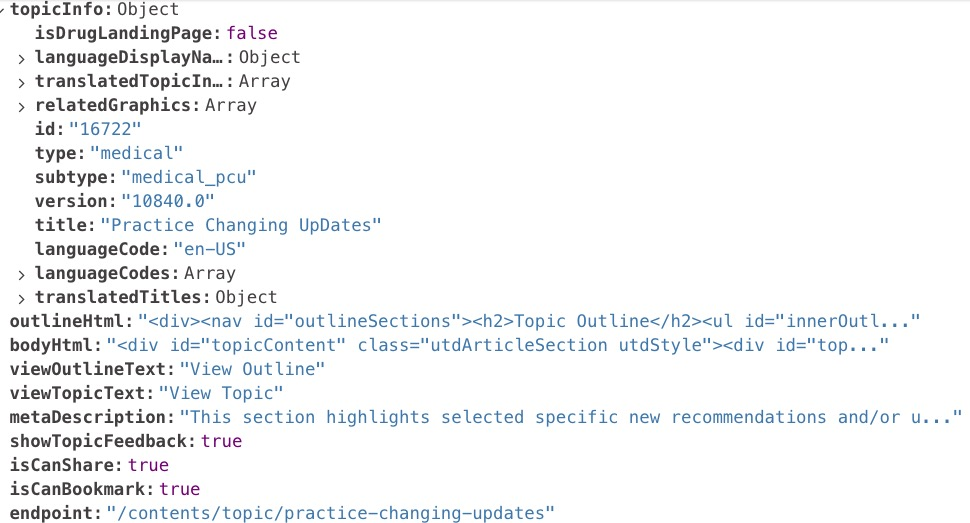 topicInfo: Object
isDrugLandingPage: false
languageDisplayNa…: Object
translatedTopicIn…: Array
relatedGraphics: Array
id: "16722"
type: "medical"
subtype: "medical_pcu"
version: "10840.0"
title: "Practice Changing UpDates"
languageCode: "en-US"
languageCodes: Array
translatedTitles: Object
outlineHtml: "<div><nav id="outlineSections"><h2>Topic Outline</h2><ul id="innerOutl..."
bodyHtml: "<div id="topicContent" class="utdArticleSection utdStyle"><div id="top..."
viewOutlineText: "View Outline"
viewTopicText: "View Topic"
metaDescription: "This section highlights selected specific new recommendations and/or u..."
showTopicFeedback: true
isCanShare: true
isCanBookmark: true
endpoint: "/contents/topic/practice-changing-updates"